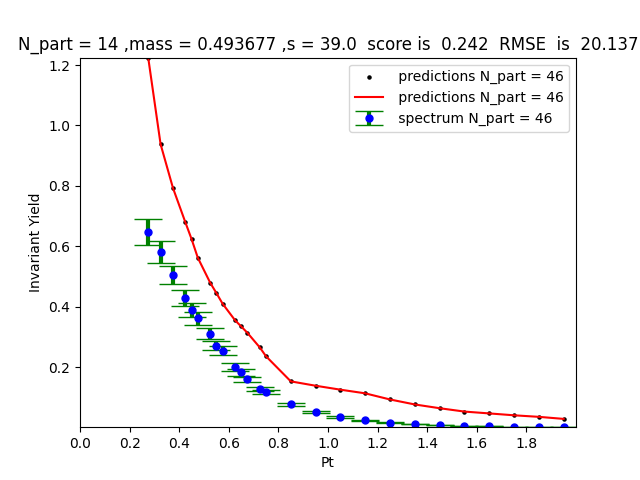 N_part = 14 ,mass = 0.493677 ,s = 39.0  score is  0.242  RMSE  is  20.137
predictions N_part = 46
predictions N_part = 46
spectrum N_part = 46
Invariant Yield
1.2
1.0
0.8
0.6
0.4
0.2
0.0 0.2 0.4 0.6 0.8 1.0 1.2 1.4 1.6 1.8
Pt